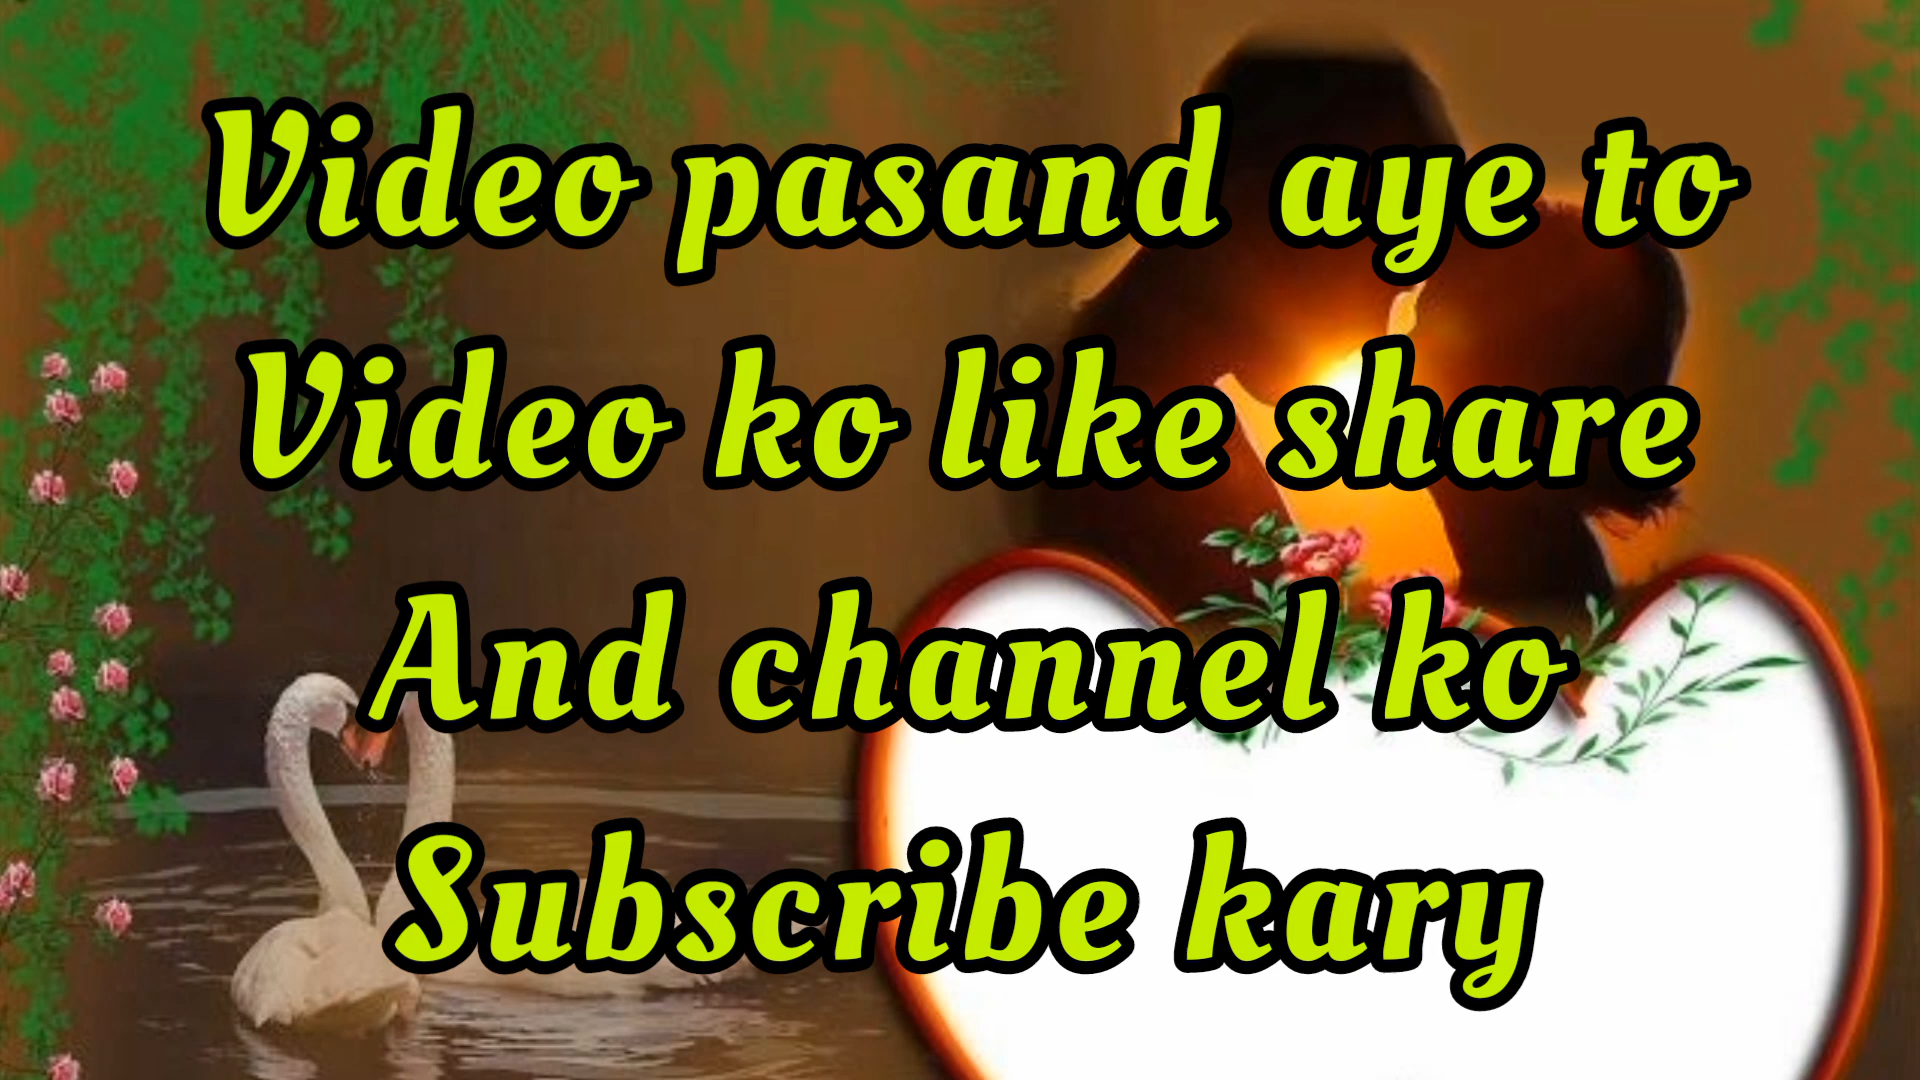 Video pasand aye to
Video ko like share
And channel ko
Subscribe kary